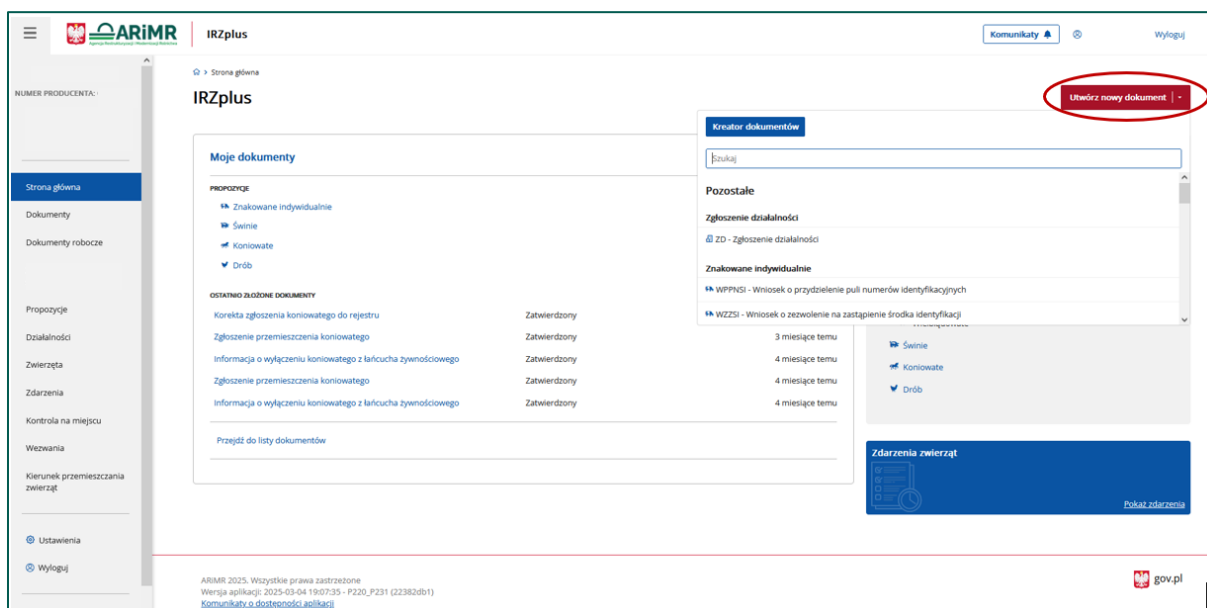 ARiMR
Agencja Restrukturyzacji i Modernizacji Rolnictwa
IRZplus
Komunikaty
Wyloguj
NUMER PRODUCENTA:
Strona główna
Dokumenty
Dokumenty robocze
Propozycje
Działalności
Zwierzęta
Zdarzenia
Kontrola na miejscu
Wezwania
Kierunek przemieszczania
zwierząt
Ustawienia
Wyloguj
> Strona główna
IRZplus
Utwórz nowy dokument
Kreator dokumentów
Szukaj
Pozostałe
Zgłoszenie działalności
ZD - Zgłoszenie działalności
Znakowane indywidualnie
WPPNSI - Wniosek o przydzielenie puli numerów identyfikacyjnych
WZZSI - Wniosek o zezwolenie na zastąpienie środka identyfikacji
Moje dokumenty
PROPOZYCJE
Znakowane indywidualnie
Świnie
Koniowate
Drób
OSTATNIO ZŁOŻONE DOKUMENTY
Korekta zgłoszenia koniowatego do rejestru Zatwierdzony
Zgłoszenie przemieszczenia koniowatego Zatwierdzony 3 miesiące temu
Informacja o wyłączeniu koniowatego z łańcucha żywnościowego Zatwierdzony 4 miesiące temu
Zgłoszenie przemieszczenia koniowatego Zatwierdzony 4 miesiące temu
Informacja o wyłączeniu koniowatego z łańcucha żywnościowego Zatwierdzony 4 miesiące temu
Przejdź do listy dokumentów
Świnie
Koniowate
Drób
Zdarzenia zwierząt
Pokaż zdarzenia
ARiMR 2025. Wszystkie prawa zastrzeżone
Wersja aplikacji: 2025-03-04 19:07:35 - P220_P231 (22382db1)
Komunikaty o dostępności aplikacji
gov.pl